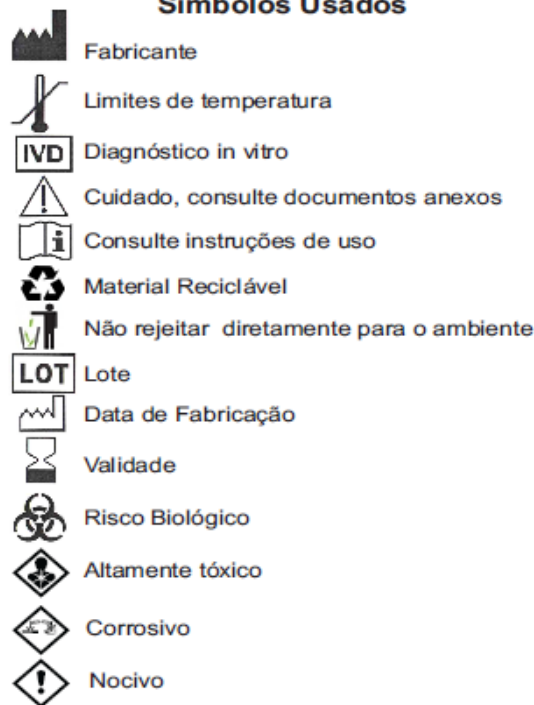 Símbolos Usados
Fabricante
Limites de temperatura
IVD Diagnóstico in vitro
Cuidado, consulte documentos anexos
i Consulte instruções de uso
Material Reciclável
Não rejeitar diretamente para o ambiente
LOT Lote
Data de Fabricação
Validade
Risco Biológico
Altamente tóxico
Corrosivo
Nocivo